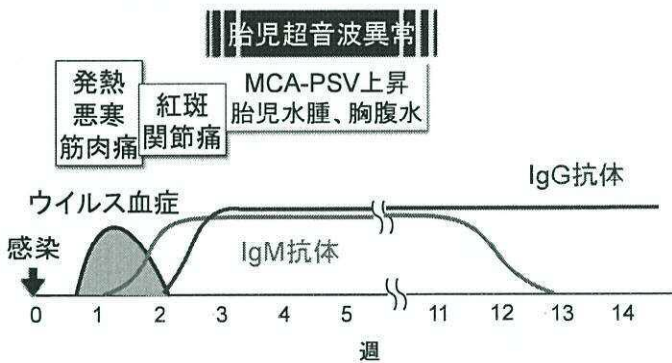 胎児超音波異常
MCA-PSV上昇
胎児水腫、胸腹水
発熱
悪寒
筋肉痛
紅斑
関節痛
IgG抗体
ウイルス血症
感染
IgM抗体
0 1 2 3 4 5 11 12 13 14
週